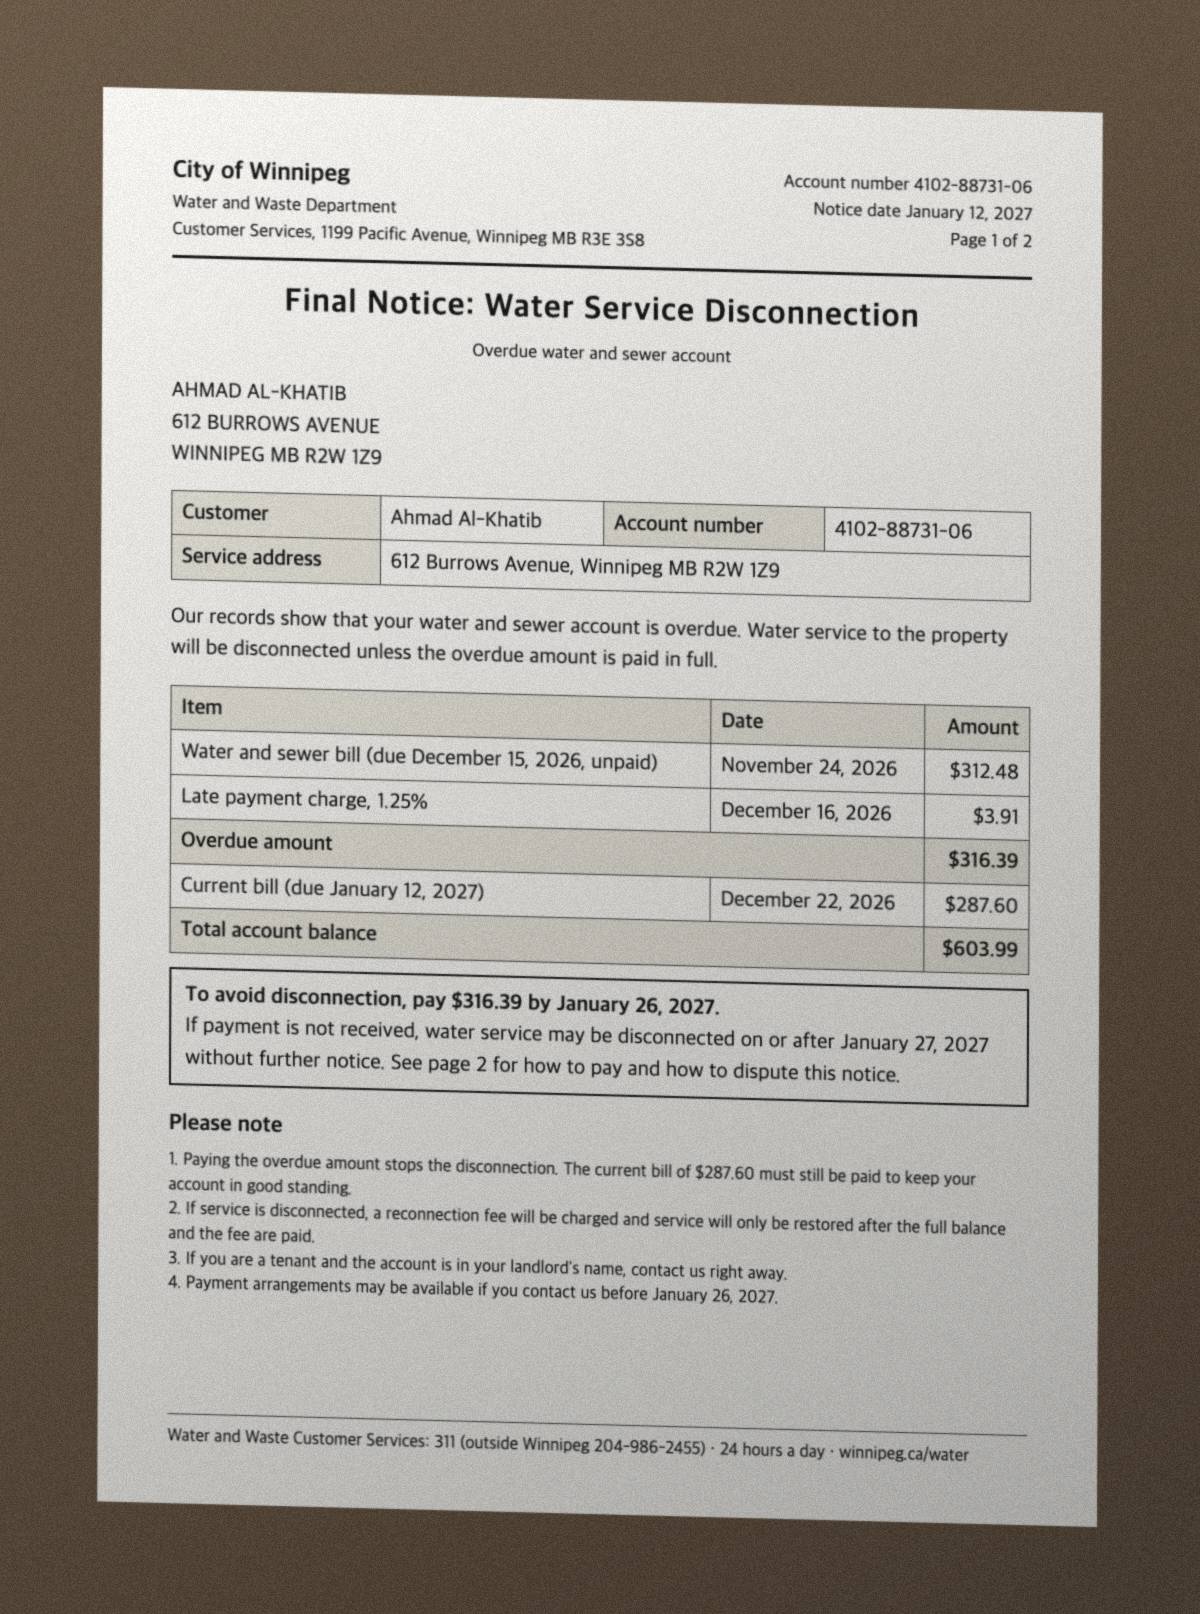 City of Winnipeg
Water and Waste Department
Customer Services, 1199 Pacific Avenue, Winnipeg MB R3E 3S8
Account number 4102-88731-06
Notice date January 12, 2027
Page 1 of 2
Final Notice: Water Service Disconnection
Overdue water and sewer account
AHMAD AL-KHATIB
612 BURROWS AVENUE
WINNIPEG MB R2W 1Z9
Customer Ahmad Al-Khatib Account number 4102-88731-06
Service address 612 Burrows Avenue, Winnipeg MB R2W 1Z9
Our records show that your water and sewer account is overdue. Water service to the property
will be disconnected unless the overdue amount is paid in full.
Item Date Amount
Water and sewer bill (due December 15, 2026, unpaid) November 24, 2026 $312.48
Late payment charge, 1.25% December 16, 2026 $3.91
Overdue amount $316.39
Current bill (due January 12, 2027) December 22, 2026 $287.60
Total account balance $603.99
To avoid disconnection, pay $316.39 by January 26, 2027.
If payment is not received, water service may be disconnected on or after January 27, 2027
without further notice. See page 2 for how to pay and how to dispute this notice.
Please note
1. Paying the overdue amount stops the disconnection. The current bill of $287.60 must still be paid to keep your
account in good standing.
2. If service is disconnected, a reconnection fee will be charged and service will only be restored after the full balance
and the fee are paid.
3. If you are a tenant and the account is in your landlord's name, contact us right away.
4. Payment arrangements may be available if you contact us before January 26, 2027.
Water and Waste Customer Services: 311 (outside Winnipeg 204-986-2455) · 24 hours a day · winnipeg.ca/water